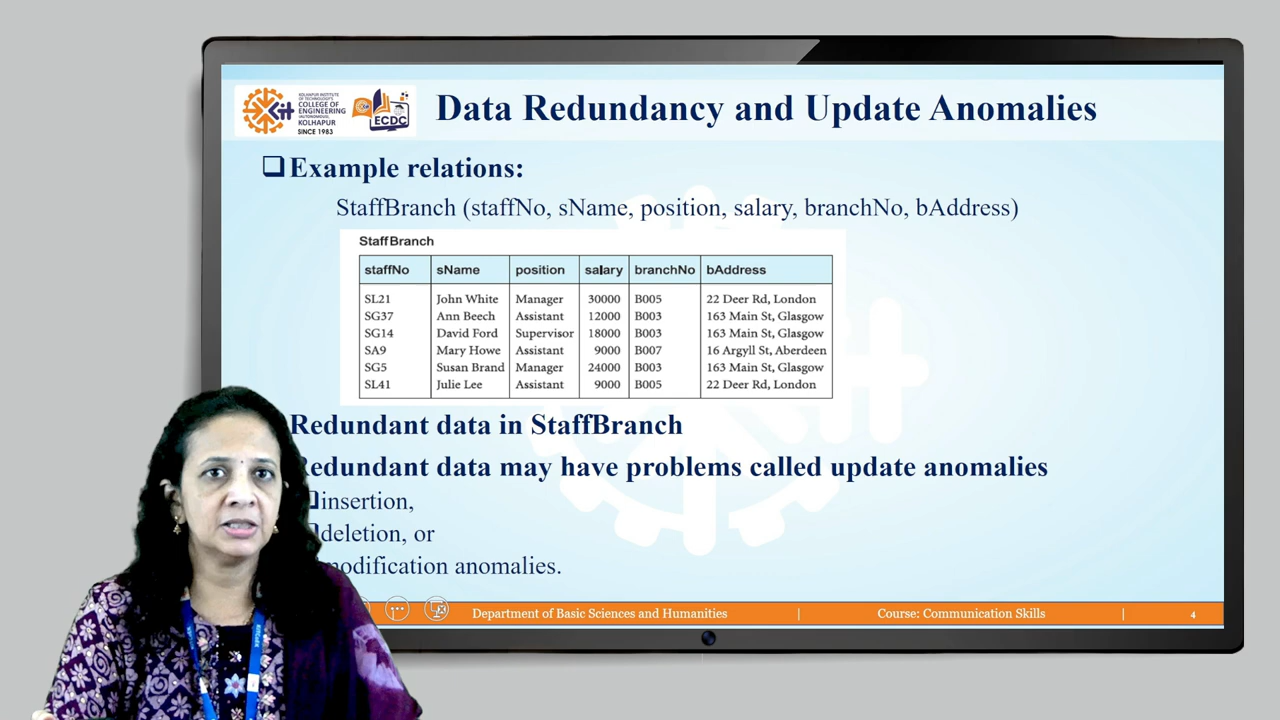 KOLHAPUR INSTITUTE
OF TECHNOLOGY'S
COLLEGE OF
ENGINEERING
(AUTONOMOUS),
KOLHAPUR
SINCE 1983
ECDC
Data Redundancy and Update Anomalies
Example relations:
StaffBranch (staffNo, sName, position, salary, branchNo, bAddress)
StaffBranch
staffNo sName position salary branchNo bAddress
SL21 John White Manager 30000 B005 22 Deer Rd, London
SG37 Ann Beech Assistant 12000 B003 163 Main St, Glasgow
SG14 David Ford Supervisor 18000 B003 163 Main St, Glasgow
SA9 Mary Howe Assistant 9000 B007 16 Argyll St, Aberdeen
SG5 Susan Brand Manager 24000 B003 163 Main St, Glasgow
SL41 Julie Lee Assistant 9000 B005 22 Deer Rd, London
Redundant data in StaffBranch
Redundant data may have problems called update anomalies
insertion,
deletion, or
modification anomalies.
Department of Basic Sciences and Humanities | Course: Communication Skills | 4